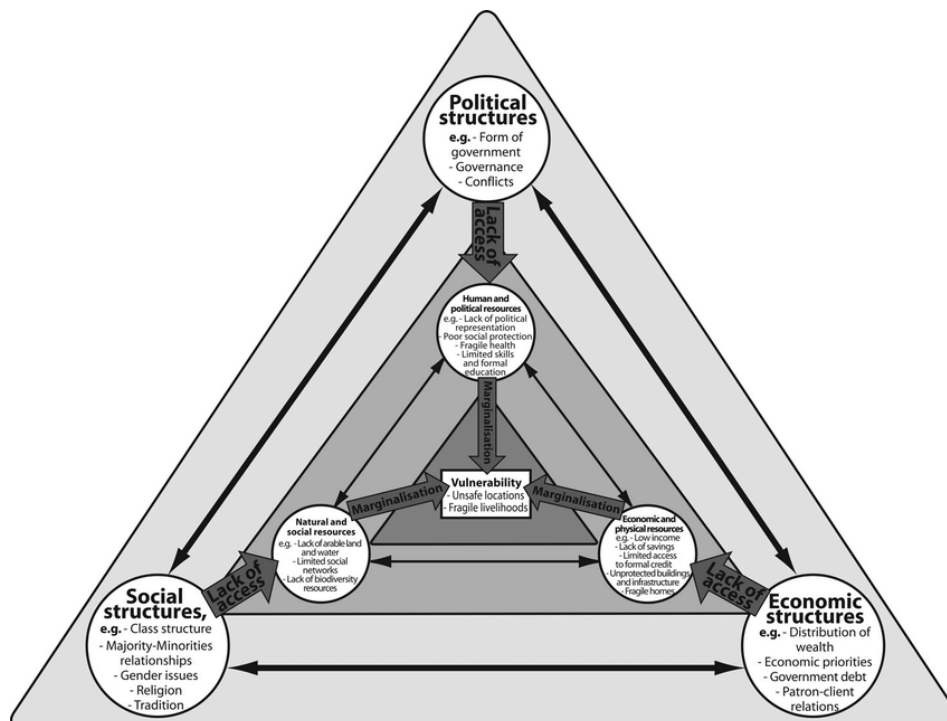 Political
structures
e.g. - Form of
government
- Governance
- Conflicts
Lack of
access
Human and
political resources
e.g. - Lack of political
representation
- Poor social protection
- Fragile health
- Limited skills
and formal
education
Marginalisation
Vulnerability
- Unsafe locations
- Fragile livelihoods
Marginalisation
Marginalisation
Natural and
social resources
e.g. - Lack of arable land
and water
- Limited social
networks
- Lack of biodiversity
resources
Economic and
physical resources
e.g. - Low income
- Lack of savings
- Limited access
to formal credit
- Unprotected buildings
and infrastructure
- Fragile homes
Lack of
access
Lack of
access
Social
structures,
e.g. - Class structure
- Majority-Minorities
relationships
- Gender issues
- Religion
- Tradition
Economic
structures
e.g. - Distribution of
wealth
- Economic priorities
- Government debt
- Patron-client
relations